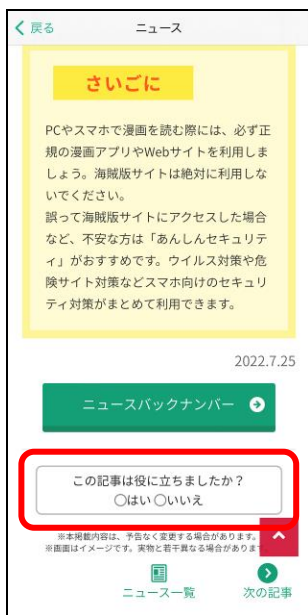 戻る ニュース
さいごに
PCやスマホで漫画を読む際には、必ず正
規の漫画アプリやWebサイトを利用しま
しょう。海賊版サイトは絶対に利用しな
いでください。
誤って海賊版サイトにアクセスした場合
など、不安な方は「あんしんセキュリテ
ィ」がおすすめです。ウイルス対策や危
険サイト対策などスマホ向けのセキュリ
ティ対策がまとめて利用できます。
2022.7.25
ニュースバックナンバー
この記事は役に立ちましたか？
〇はい〇いいえ
※本掲載内容は、予告なく変更する場合があります。
※画面はイメージです。実物と若干異なる場合がありま
ニュース一覧 次の記事